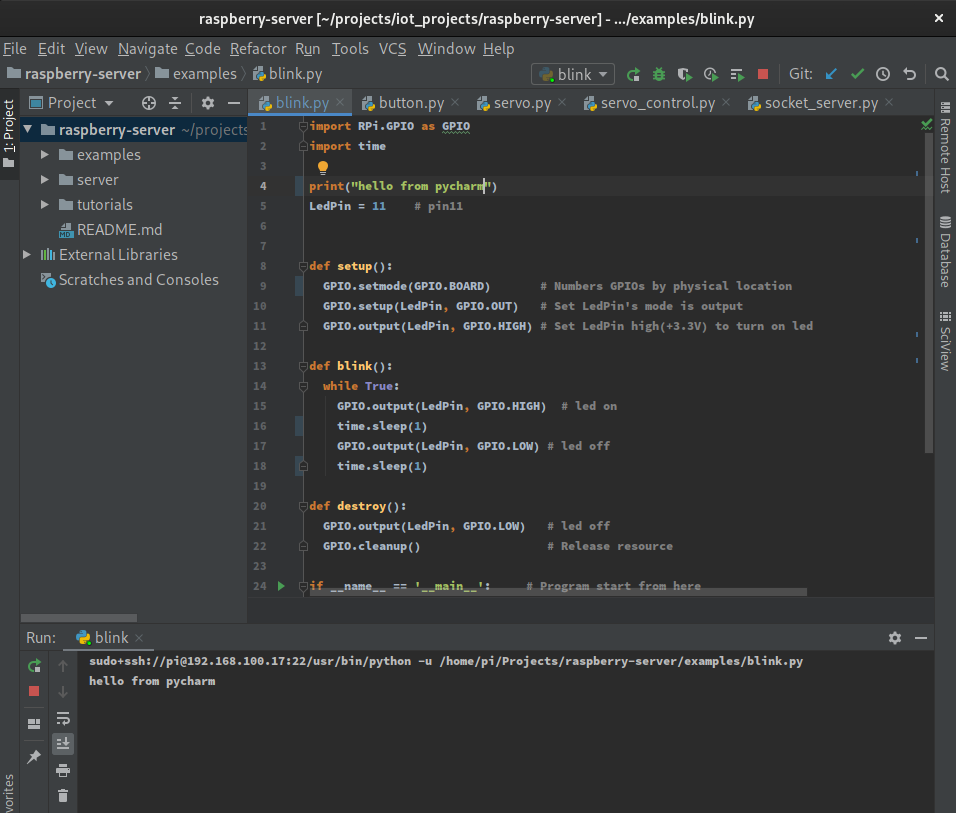 raspberry-server [~/projects/iot_projects/raspberry-server] - .../examples/blink.py
File Edit View Navigate Code Refactor Run Tools VCS Window Help
raspberry-server examples blink.py blink Git:
1: Project
Project
raspberry-server ~/projects
examples
server
tutorials
README.md
External Libraries
Scratches and Consoles
blink.py button.py servo.py servo_control.py socket_server.py
1 import RPi.GPIO as GPIO
2 import time
3
4 print("hello from pycharm")
5 LedPin = 11    # pin11
6
7
8 def setup():
9   GPIO.setmode(GPIO.BOARD)       # Numbers GPIOs by physical location
10   GPIO.setup(LedPin, GPIO.OUT)   # Set LedPin's mode is output
11   GPIO.output(LedPin, GPIO.HIGH) # Set LedPin high(+3.3V) to turn on led
12
13 def blink():
14   while True:
15     GPIO.output(LedPin, GPIO.HIGH)  # led on
16     time.sleep(1)
17     GPIO.output(LedPin, GPIO.LOW) # led off
18     time.sleep(1)
19
20 def destroy():
21   GPIO.output(LedPin, GPIO.LOW)   # led off
22   GPIO.cleanup()                  # Release resource
23
24 if __name__ == '__main__':     # Program start from here
Remote Host
Database
SciView
Run: blink
sudo+ssh://pi@192.168.100.17:22/usr/bin/python -u /home/pi/Projects/raspberry-server/examples/blink.py
hello from pycharm
vorites